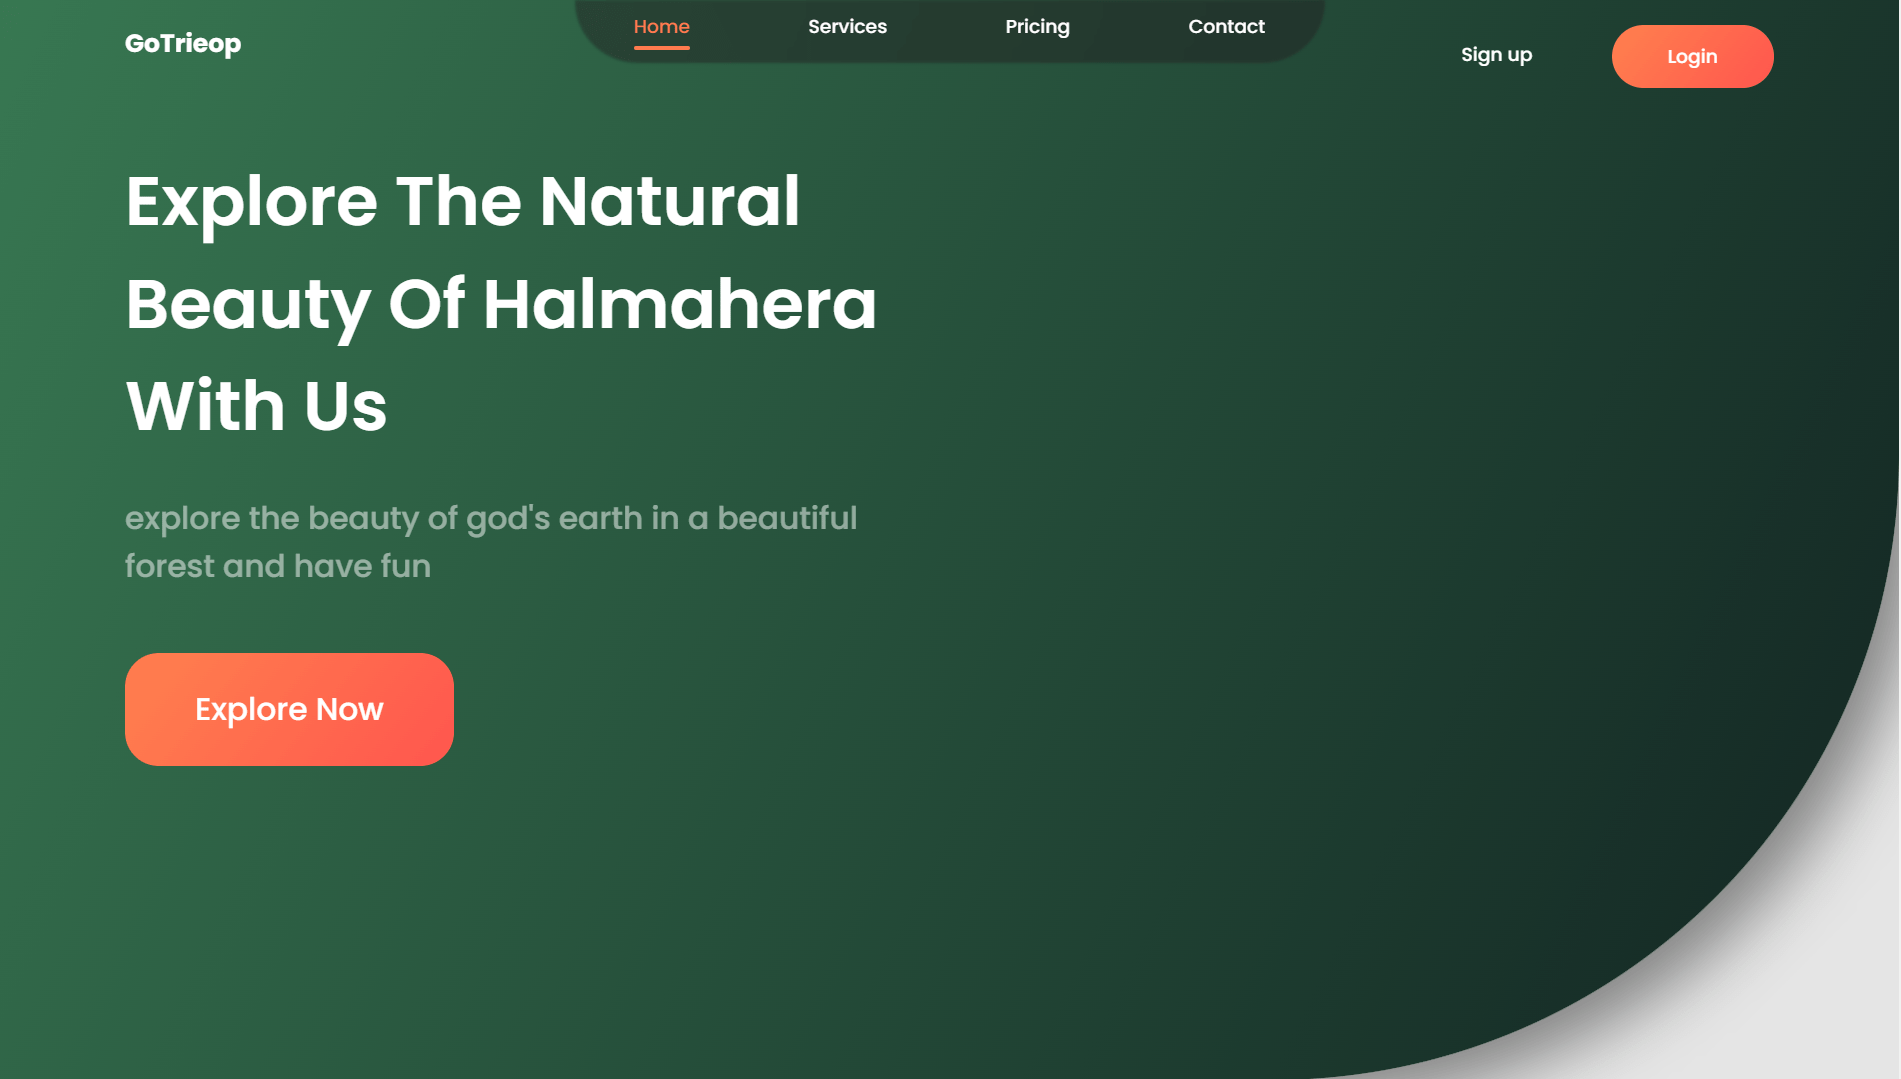 GoTrieop
Home
Services
Pricing
Contact
Sign up
Login
Explore The Natural
Beauty Of Halmahera
With Us
explore the beauty of god's earth in a beautiful
forest and have fun
Explore Now